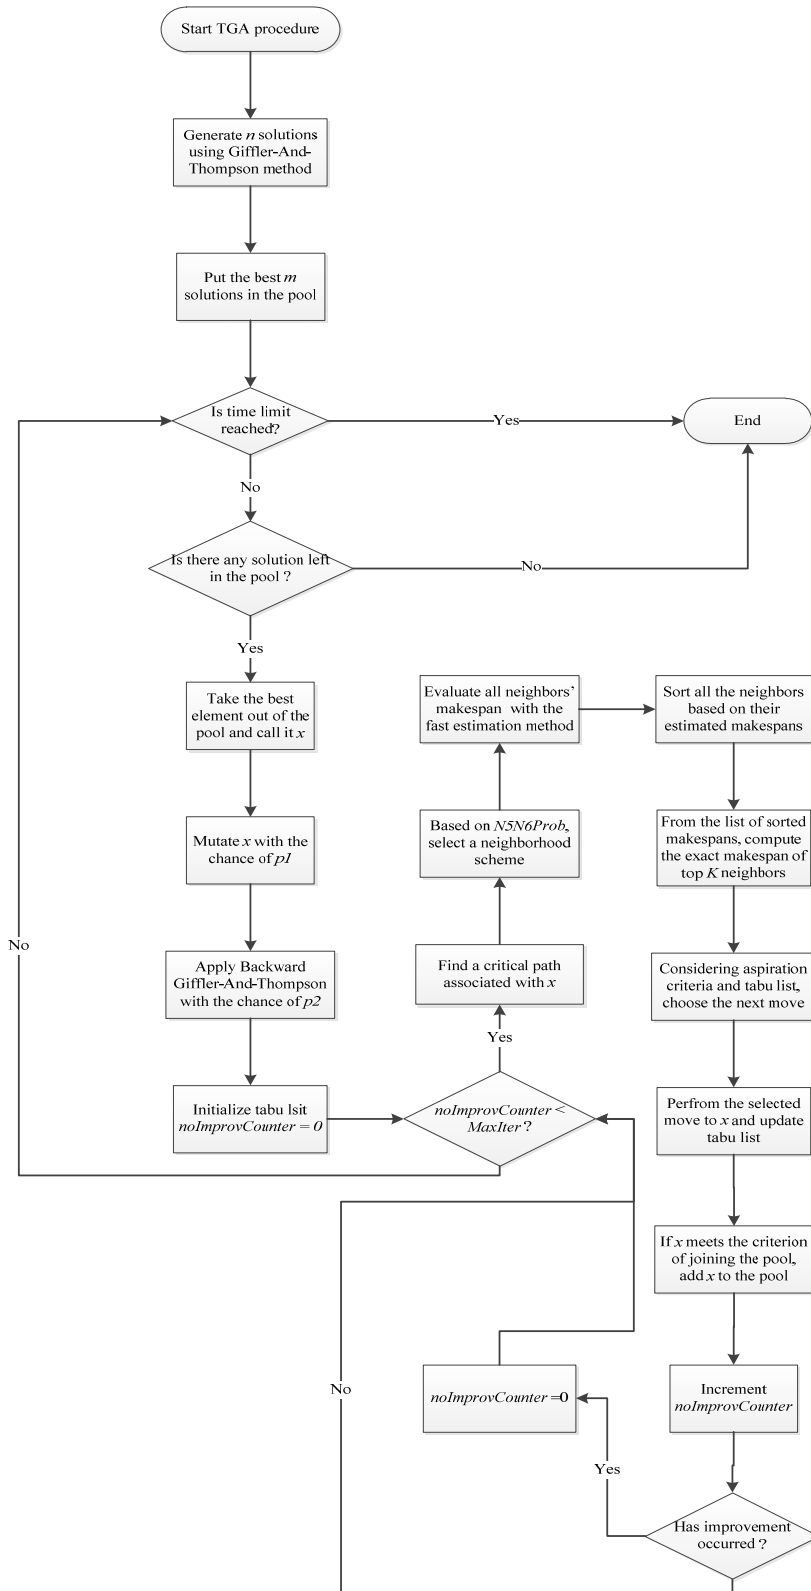 Start TGA procedure
Generate n solutions
using Giffler-And-
Thompson method
Put the best m
solutions in the pool
Is time limit
reached?
Yes
End
No
Is there any solution left
in the pool ?
No
Yes
Take the best
element out of the
pool and call it x
Mutate x with the
chance of p1
Apply Backward
Giffler-And-Thompson
with the chance of p2
Initialize tabu lsit
noImprovCounter = 0
noImprovCounter <
MaxIter ?
No
Yes
Find a critical path
associated with x
Based on N5N6Prob,
select a neighborhood
scheme
Evaluate all neighbors’
makespan with the
fast estimation method
Sort all the neighbors
based on their
estimated makespans
From the list of sorted
makespans, compute
the exact makespan of
top K neighbors
Considering aspiration
criteria and tabu list,
choose the next move
Perfrom the selected
move to x and update
tabu list
If x meets the criterion
of joining the pool,
add x to the pool
Increment
noImprovCounter
Has improvement
occurred ?
Yes
noImprovCounter =0
No